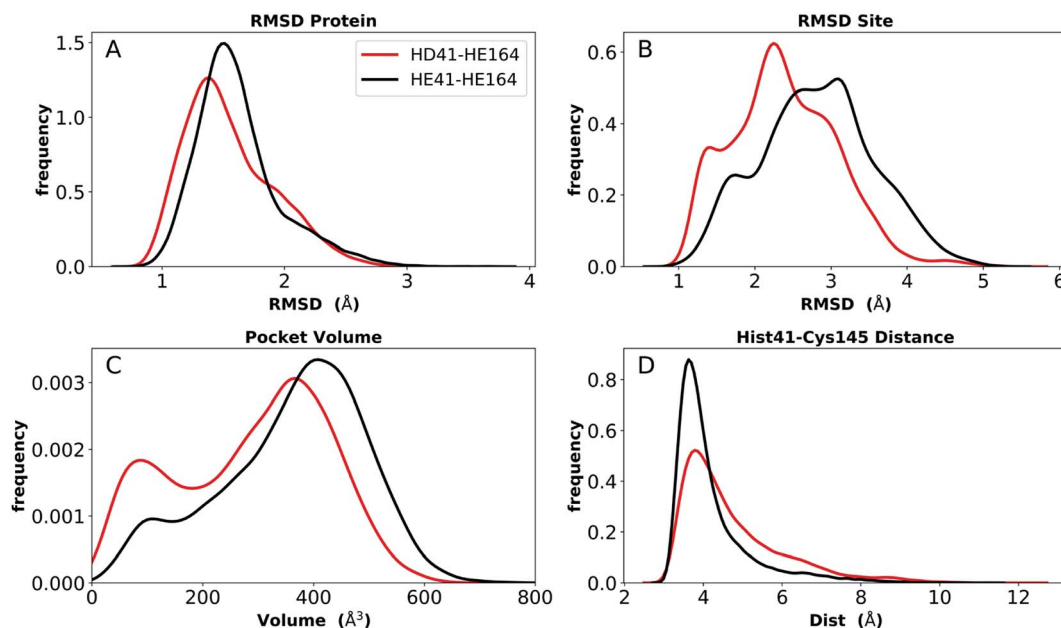 RMSD Protein
A
HD41-HE164
HE41-HE164
1.5
1.0
0.5
0.0
frequency
1 2 3 4
RMSD (Å)
RMSD Site
B
0.6
0.4
0.2
0.0
frequency
1 2 3 4 5 6
RMSD (Å)
Pocket Volume
C
0.003
0.002
0.001
0.000
frequency
0 200 400 600 800
Volume (Å³)
Hist41-Cys145 Distance
D
0.8
0.6
0.4
0.2
0.0
frequency
2 4 6 8 10 12
Dist (Å)